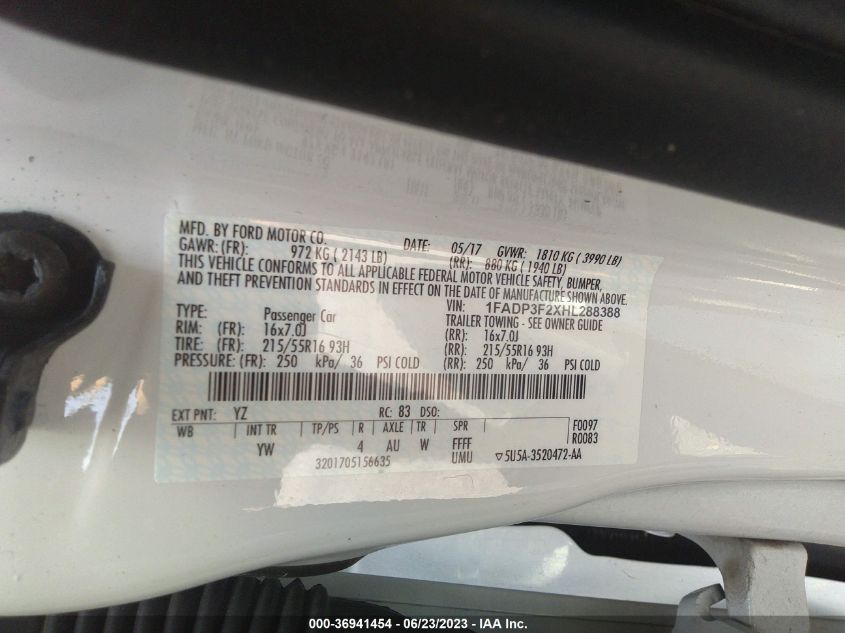 MFD. BY FORD MOTOR CO.
DATE: 05/17 GVWR: 1810 KG ( 3990 LB)
GAWR: (FR): 972 KG ( 2143 LB) (RR): 880 KG ( 1940 LB)
THIS VEHICLE CONFORMS TO ALL APPLICABLE FEDERAL MOTOR VEHICLE SAFETY, BUMPER,
AND THEFT PREVENTION STANDARDS IN EFFECT ON THE DATE OF MANUFACTURE SHOWN ABOVE.
VIN: 1FADP3F2XHL288388
TYPE: Passenger Car TRAILER TOWING - SEE OWNER GUIDE
RIM: (FR): 16x7.0J (RR): 16x7.0J
TIRE: (FR): 215/55R16 93H (RR): 215/55R16 93H
PRESSURE: (FR): 250 kPa/ 36 PSI COLD (RR): 250 kPa/ 36 PSI COLD
EXT PNT: YZ RC: 83 DSO:
WB INT TR TP/PS R AXLE TR SPR F0097
YW 4 AU W FFFF R0083
3201705156635 UMU ▽5U5A-3520472-AA
000-36941454 - 06/23/2023 - IAA Inc.